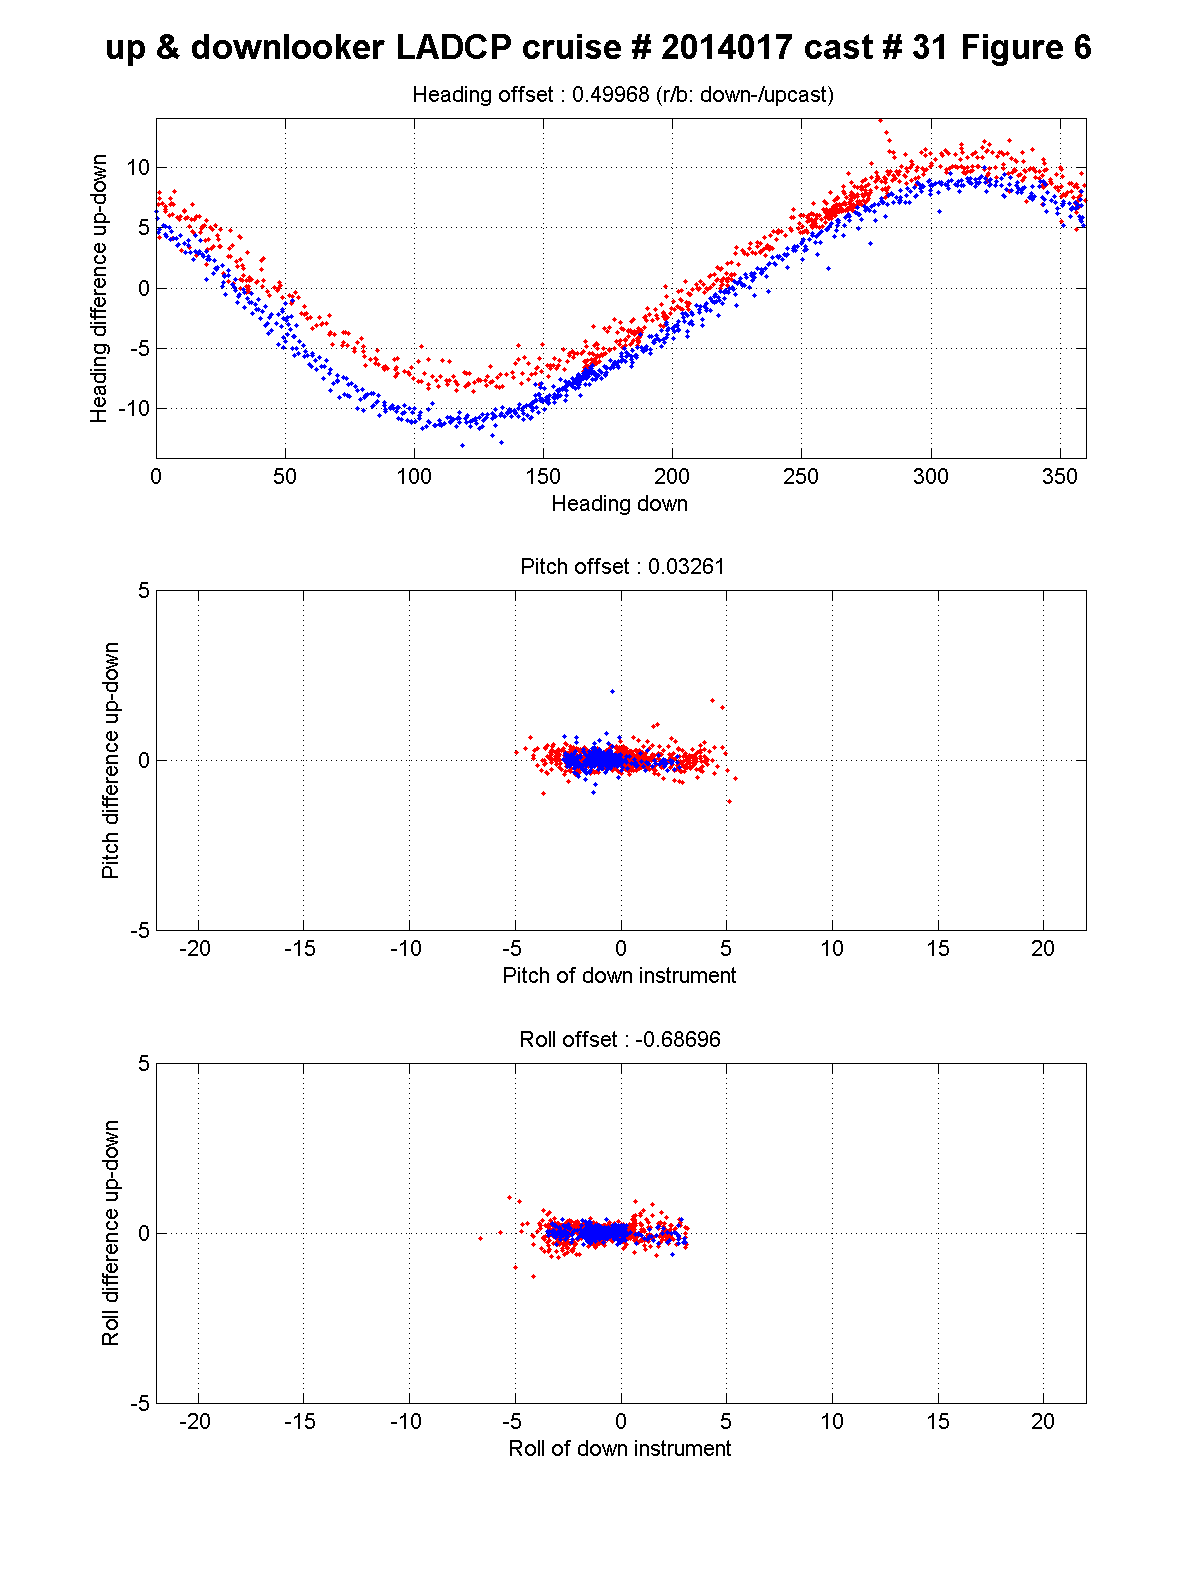 up & downlooker LADCP cruise # 2014017 cast # 31 Figure 6
Heading offset : 0.49968 (r/b: down-/upcast)
Heading difference up-down
10
5
0
-5
-10
0 50 100 150 200 250 300 350
Heading down
Pitch offset : 0.03261
Pitch difference up-down
5
0
-5
-20 -15 -10 -5 0 5 10 15 20
Pitch of down instrument
Roll offset : -0.68696
Roll difference up-down
5
0
-5
-20 -15 -10 -5 0 5 10 15 20
Roll of down instrument